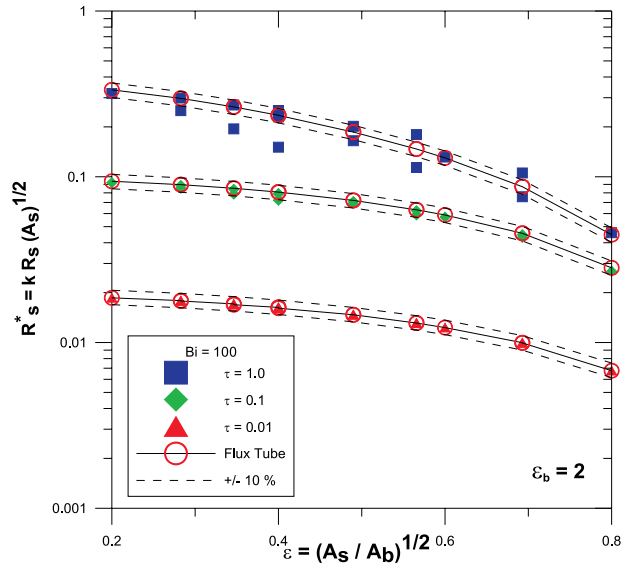 1
0.1
0.01
0.001
R*s = k Rs (As)1/2
Bi = 100
τ = 1.0
τ = 0.1
τ = 0.01
Flux Tube
+/- 10 %
εb = 2
0.2
0.4
0.6
0.8
ε = (As / Ab)1/2